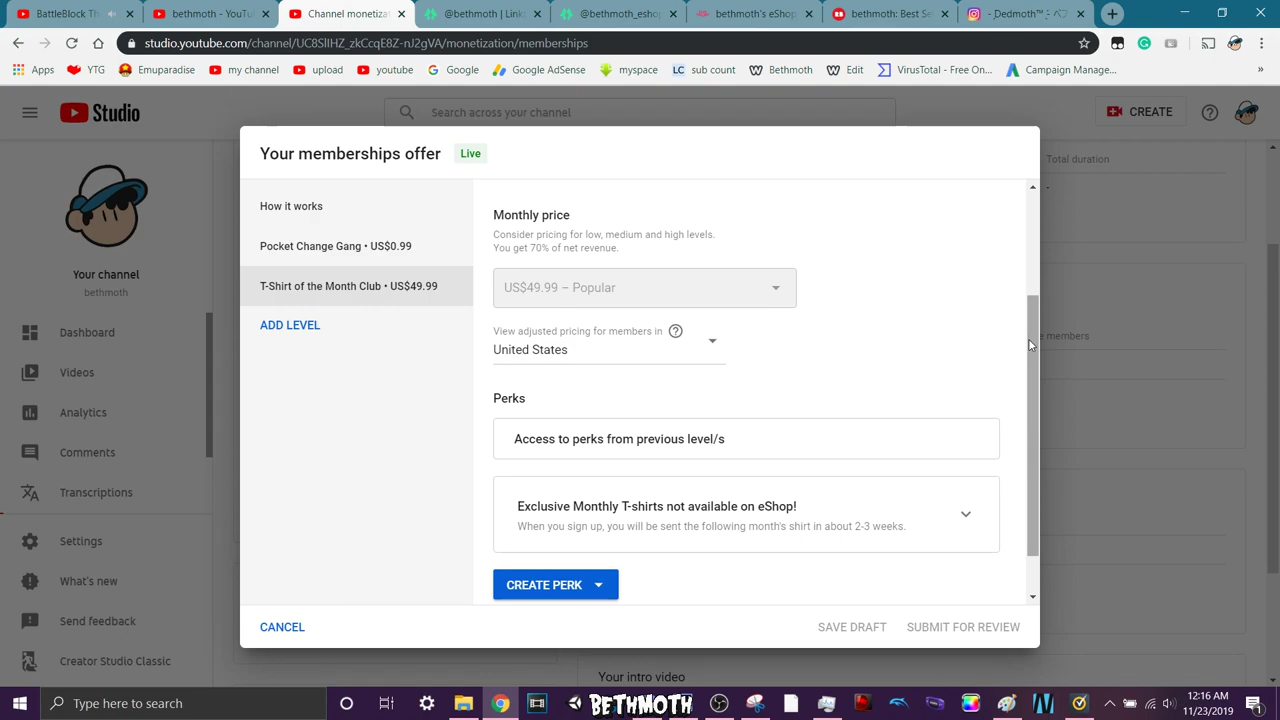 BattleBlock Th
bethmoth - YouTu
Channel monetiza
@bethmoth | Link
@bethmoth_eshop
bethmoth's eShop
bethmoth: Best Se
- Dedmoth
studio.youtube.com/channel/UC8SlIHZ_zkCcqE8Z-nJ2gVA/monetization/memberships
Apps
YTG
Emuparadise
my channel
upload
youtube
Google
Google AdSense
myspace
LC sub count
Bethmoth
Edit
VirusTotal - Free On...
Campaign Manage...
»
Studio
Search across your channel
CREATE
Your memberships offer
Live
Total duration
-
Your channel
bethmoth
Dashboard
Videos
Analytics
Comments
Transcriptions
Settings
What's new
Send feedback
Creator Studio Classic
How it works
Pocket Change Gang • US$0.99
T-Shirt of the Month Club • US$49.99
ADD LEVEL
Monthly price
Consider pricing for low, medium and high levels.
You get 70% of net revenue.
US$49.99 – Popular
View adjusted pricing for members in
United States
members
Perks
Access to perks from previous level/s
Exclusive Monthly T-shirts not available on eShop!
When you sign up, you will be sent the following month's shirt in about 2-3 weeks.
CREATE PERK
CANCEL
SAVE DRAFT
SUBMIT FOR REVIEW
Your intro video
Type here to search
BETHMOTH
12:16 AM
11/23/2019